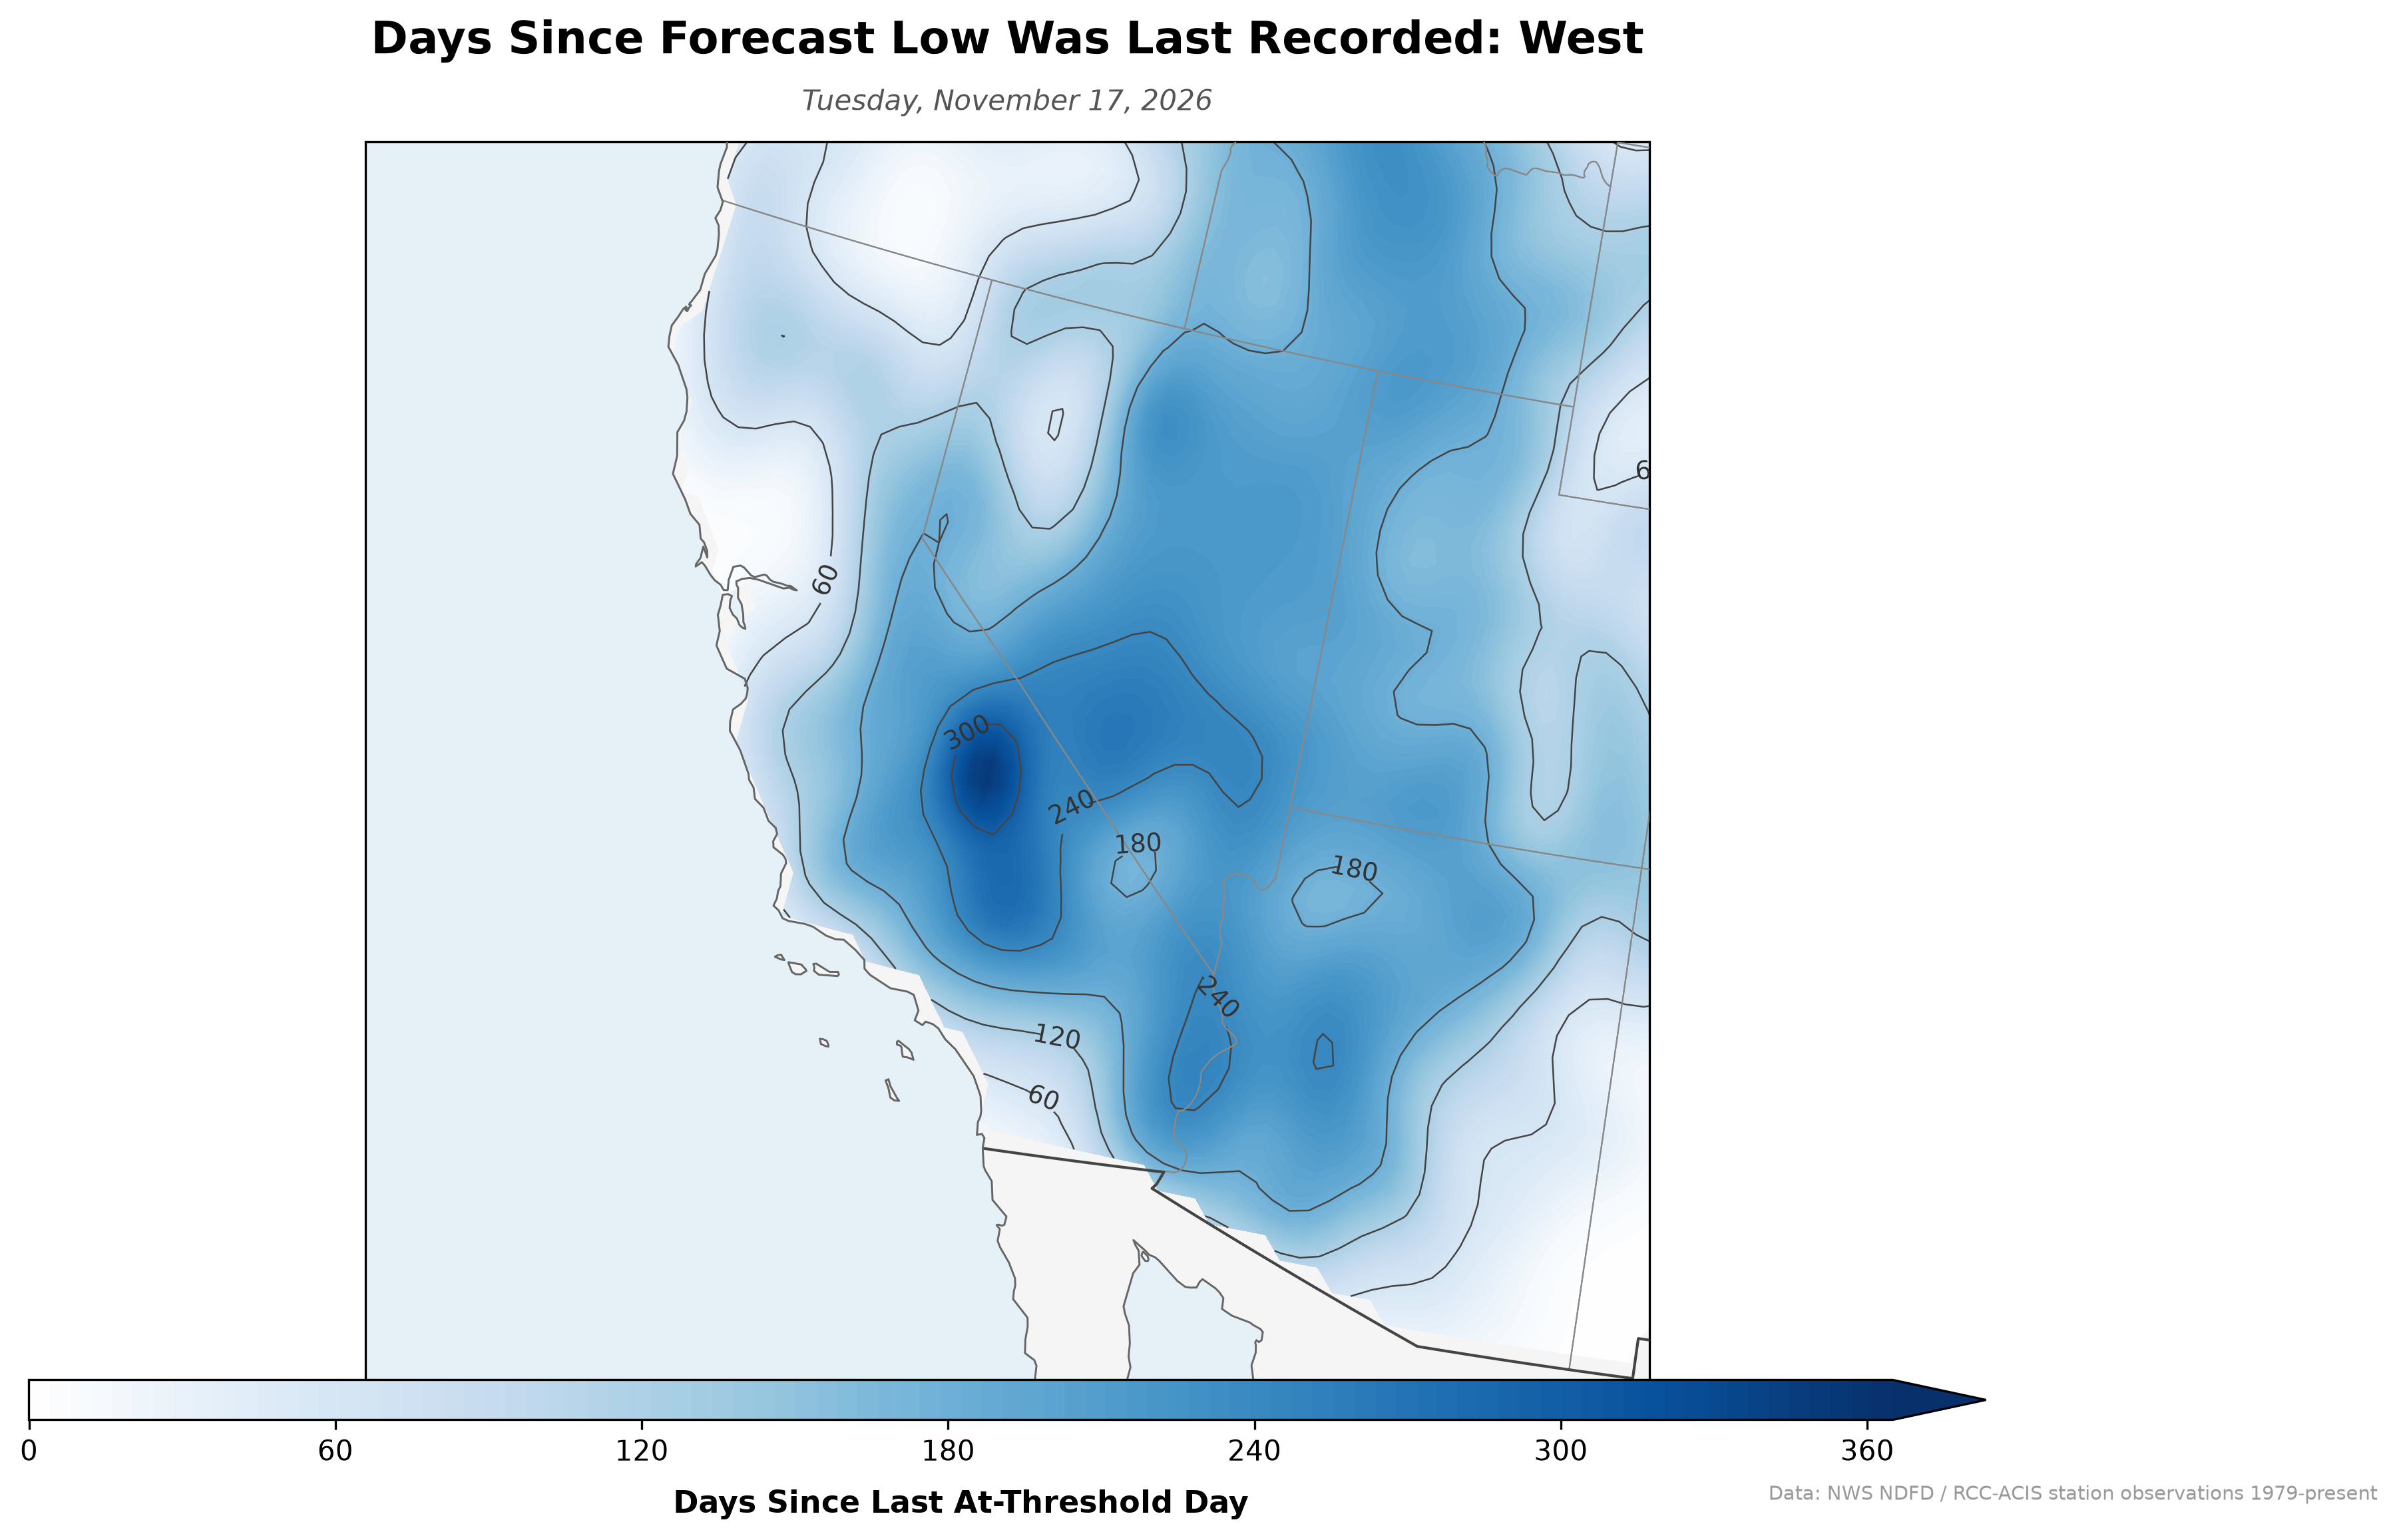 Days Since Forecast Low Was Last Recorded: West
Tuesday, November 17, 2026
6
60
300
240
180
180
240
120
60
0 60 120 180 240 300 360
Days Since Last At-Threshold Day
Data: NWS NDFD / RCC-ACIS station observations 1979-present